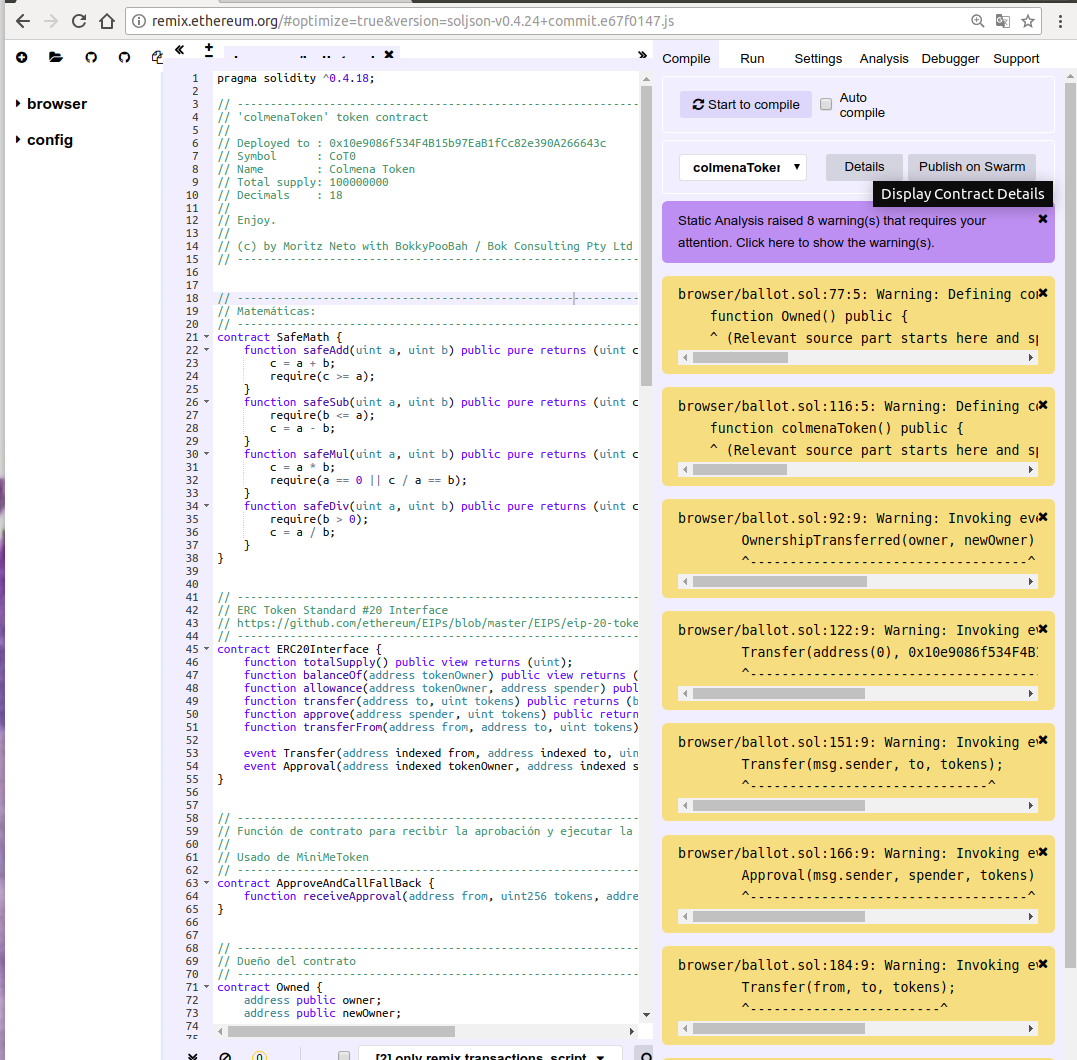 remix.ethereum.org/#optimize=true&version=soljson-v0.4.24+commit.e67f0147.js
browser
config
1 pragma solidity ^0.4.18;
2
3 // ------------------------------------------------------------
4 // 'colmenaToken' token contract
5 //
6 // Deployed to : 0x10e9086f534F4B15b97EaB1fCc82e390A266643c
7 // Symbol      : CoT0
8 // Name        : Colmena Token
9 // Total supply: 100000000
10 // Decimals    : 18
11 //
12 // Enjoy.
13 //
14 // (c) by Moritz Neto with BokkyPooBah / Bok Consulting Pty Ltd
15 // ------------------------------------------------------------
16
17
18 // ------------------------------------------------------------
19 // Matemáticas:
20 // ------------------------------------------------------------
21 contract SafeMath {
22     function safeAdd(uint a, uint b) public pure returns (uint c
23         c = a + b;
24         require(c >= a);
25     }
26     function safeSub(uint a, uint b) public pure returns (uint c
27         require(b <= a);
28         c = a - b;
29     }
30     function safeMul(uint a, uint b) public pure returns (uint c
31         c = a * b;
32         require(a == 0 || c / a == b);
33     }
34     function safeDiv(uint a, uint b) public pure returns (uint c
35         require(b > 0);
36         c = a / b;
37     }
38 }
39
40
41 // ------------------------------------------------------------
42 // ERC Token Standard #20 Interface
43 // https://github.com/ethereum/EIPs/blob/master/EIPS/eip-20-toke
44 // ------------------------------------------------------------
45 contract ERC20Interface {
46     function totalSupply() public view returns (uint);
47     function balanceOf(address tokenOwner) public view returns (
48     function allowance(address tokenOwner, address spender) publ
49     function transfer(address to, uint tokens) public returns (b
50     function approve(address spender, uint tokens) public return
51     function transferFrom(address from, address to, uint tokens)
52
53     event Transfer(address indexed from, address indexed to, uin
54     event Approval(address indexed tokenOwner, address indexed s
55 }
56
57
58 // ------------------------------------------------------------
59 // Función de contrato para recibir la aprobación y ejecutar la
60 //
61 // Usado de MiniMeToken
62 // ------------------------------------------------------------
63 contract ApproveAndCallFallBack {
64     function receiveApproval(address from, uint256 tokens, addre
65 }
66
67
68 // ------------------------------------------------------------
69 // Dueño del contrato
70 // ------------------------------------------------------------
71 contract Owned {
72     address public owner;
73     address public newOwner;
74
75
0
[2] only remix transactions, script
Compile Run Settings Analysis Debugger Support
Start to compile
Auto compile
colmenaToken
Details
Publish on Swarm
Display Contract Details
Static Analysis raised 8 warning(s) that requires your
attention. Click here to show the warning(s).
browser/ballot.sol:77:5: Warning: Defining co
function Owned() public {
^ (Relevant source part starts here and sp
browser/ballot.sol:116:5: Warning: Defining c
function colmenaToken() public {
^ (Relevant source part starts here and sp
browser/ballot.sol:92:9: Warning: Invoking eve
OwnershipTransferred(owner, newOwner)
^-----------------------------------^
browser/ballot.sol:122:9: Warning: Invoking e
Transfer(address(0), 0x10e9086f534F4B
^-------------------------------------
browser/ballot.sol:151:9: Warning: Invoking e
Transfer(msg.sender, to, tokens);
^------------------------------^
browser/ballot.sol:166:9: Warning: Invoking e
Approval(msg.sender, spender, tokens)
^-----------------------------------^
browser/ballot.sol:184:9: Warning: Invoking e
Transfer(from, to, tokens);
^------------------------^